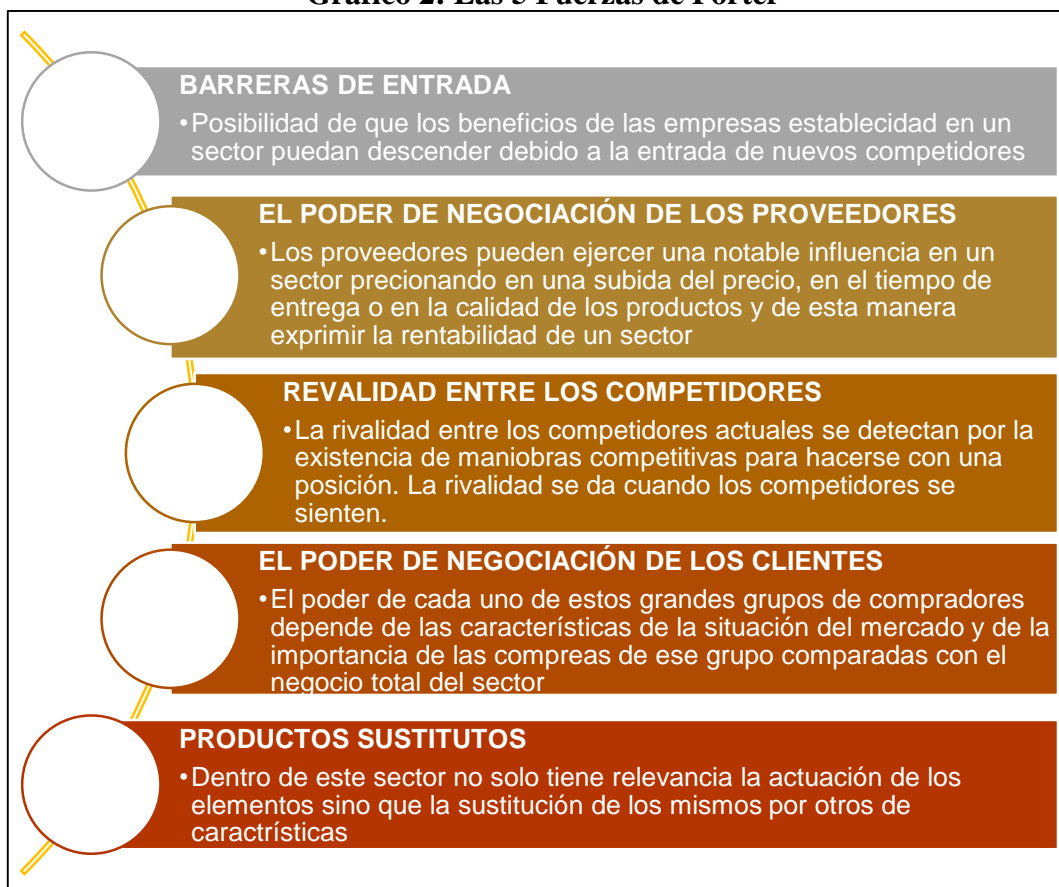 Gráfico 2: Las 5 Fuerzas de Porter
BARRERAS DE ENTRADA
•Posibilidad de que los beneficios de las empresas establecidad en un
sector puedan descender debido a la entrada de nuevos competidores
EL PODER DE NEGOCIACIÓN DE LOS PROVEEDORES
•Los proveedores pueden ejercer una notable influencia en un
sector precionando en una subida del precio, en el tiempo de
entrega o en la calidad de los productos y de esta manera
exprimir la rentabilidad de un sector
REVALIDAD ENTRE LOS COMPETIDORES
•La rivalidad entre los competidores actuales se detectan por la
existencia de maniobras competitivas para hacerse con una
posición. La rivalidad se da cuando los competidores se
sienten.
EL PODER DE NEGOCIACIÓN DE LOS CLIENTES
•El poder de cada uno de estos grandes grupos de compradores
depende de las características de la situación del mercado y de la
importancia de las compreas de ese grupo comparadas con el
negocio total del sector
PRODUCTOS SUSTITUTOS
•Dentro de este sector no solo tiene relevancia la actuación de los
elementos sino que la sustitución de los mismos por otros de
caractrísticas